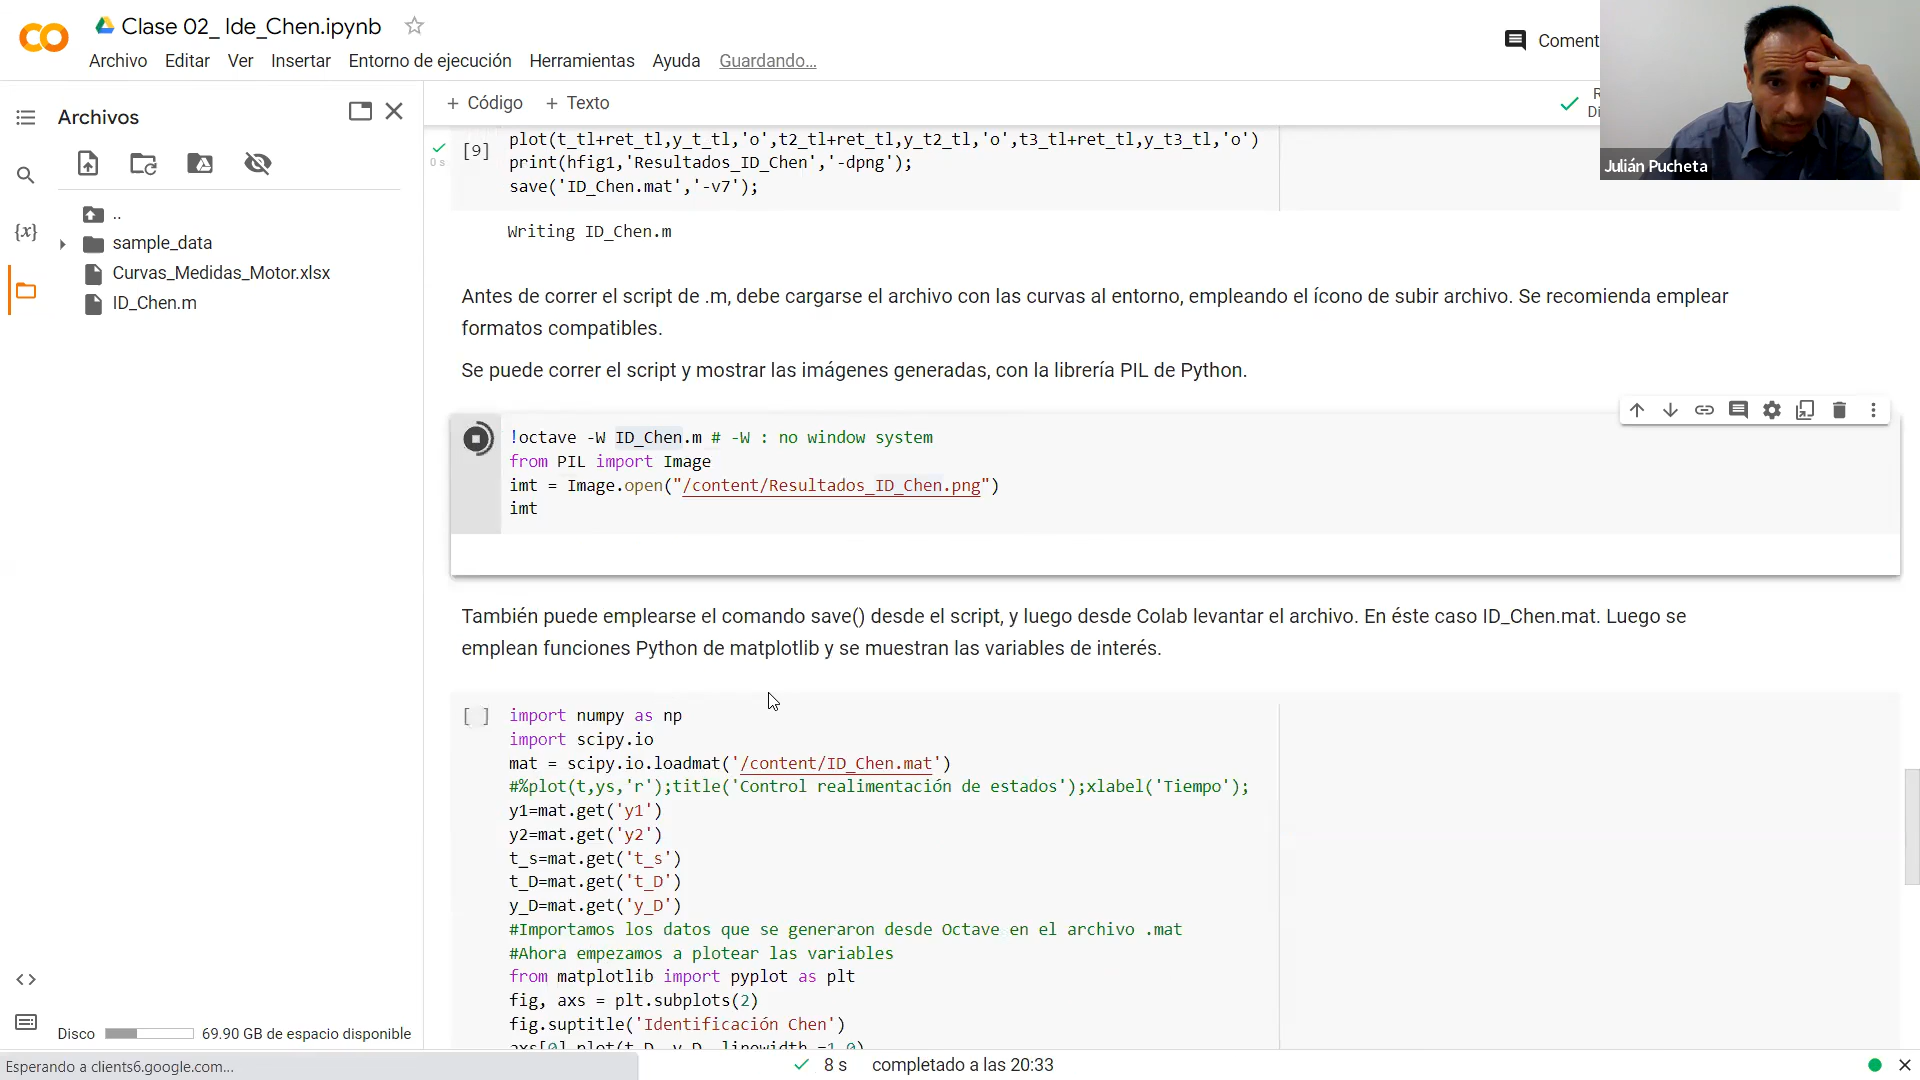 Clase 02_ Ide_Chen.ipynb
Archivo Editar Ver Insertar Entorno de ejecución Herramientas Ayuda Guardando...
Coment
Julián Pucheta
Archivos
..
sample_data
Curvas_Medidas_Motor.xlsx
ID_Chen.m
Disco 69.90 GB de espacio disponible
+ Código + Texto
R
Di
[9]
0 s
plot(t_tl+ret_tl,y_t_tl,'o',t2_tl+ret_tl,y_t2_tl,'o',t3_tl+ret_tl,y_t3_tl,'o')
print(hfig1,'Resultados_ID_Chen','-dpng');
save('ID_Chen.mat','-v7');
Writing ID_Chen.m
Antes de correr el script de .m, debe cargarse el archivo con las curvas al entorno, empleando el ícono de subir archivo. Se recomienda emplear
formatos compatibles.
Se puede correr el script y mostrar las imágenes generadas, con la librería PIL de Python.
!octave -W ID_Chen.m # -W : no window system
from PIL import Image
imt = Image.open("/content/Resultados_ID_Chen.png")
imt
También puede emplearse el comando save() desde el script, y luego desde Colab levantar el archivo. En éste caso ID_Chen.mat. Luego se
emplean funciones Python de matplotlib y se muestran las variables de interés.
[ ]
import numpy as np
import scipy.io
mat = scipy.io.loadmat('/content/ID_Chen.mat')
#%plot(t,ys,'r');title('Control realimentación de estados');xlabel('Tiempo');
y1=mat.get('y1')
y2=mat.get('y2')
t_s=mat.get('t_s')
t_D=mat.get('t_D')
y_D=mat.get('y_D')
#Importamos los datos que se generaron desde Octave en el archivo .mat
#Ahora empezamos a plotear las variables
from matplotlib import pyplot as plt
fig, axs = plt.subplots(2)
fig.suptitle('Identificación Chen')
axs[0].plot(t_D, y_D, linewidth =1.0)
Esperando a clients6.google.com...
8 s completado a las 20:33